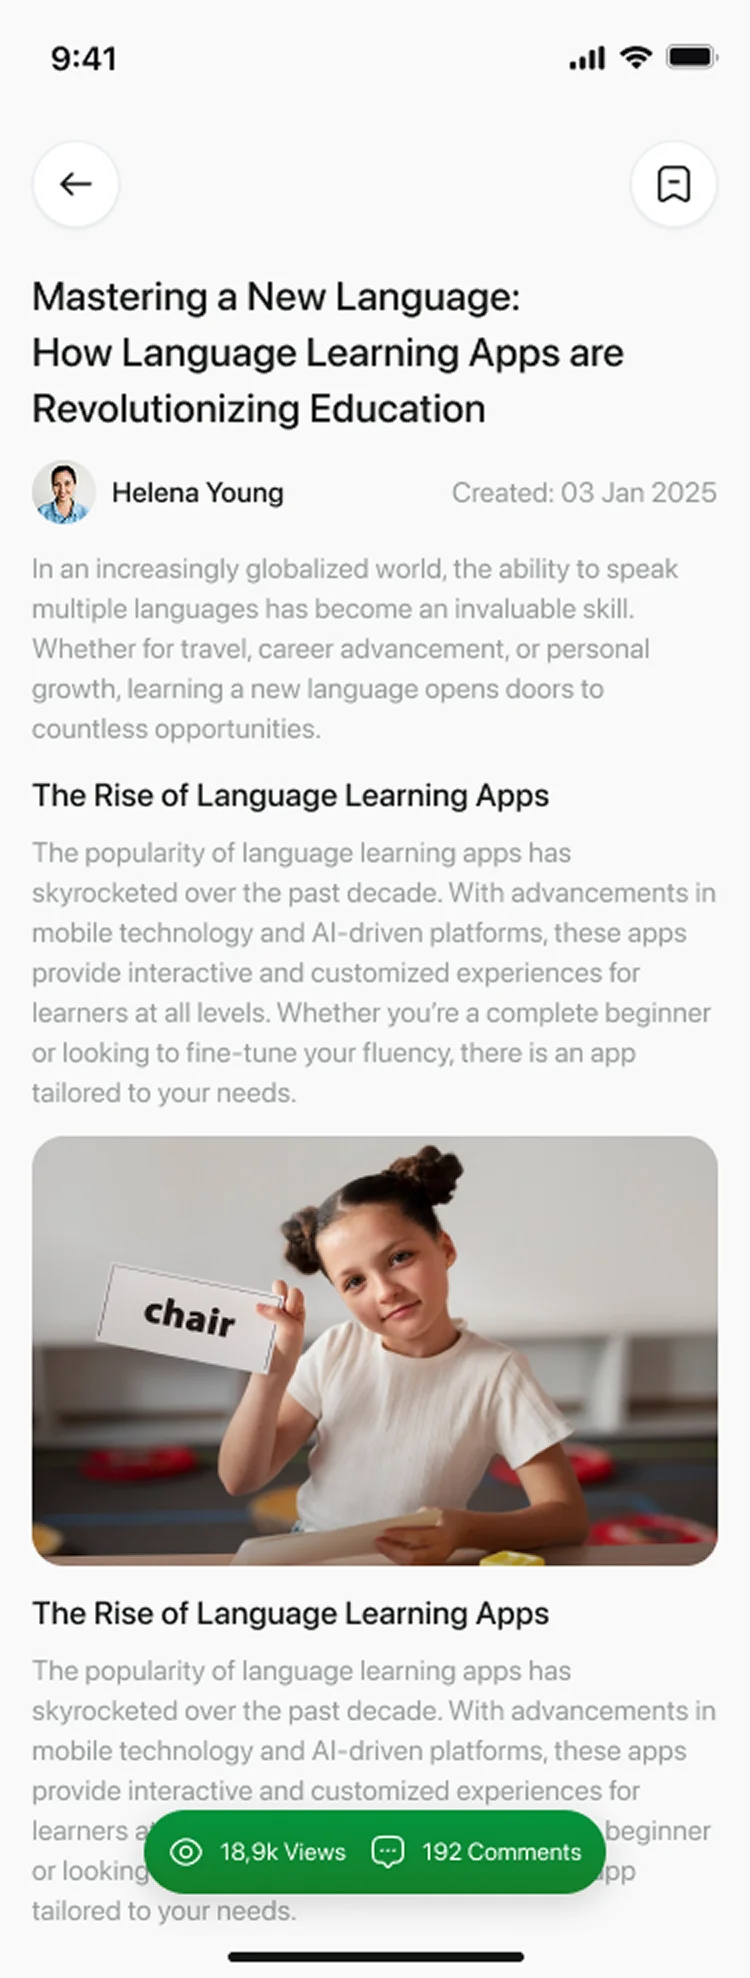 9:41
Mastering a New Language:
How Language Learning Apps are
Revolutionizing Education
Helena Young
Created: 03 Jan 2025
In an increasingly globalized world, the ability to speak
multiple languages has become an invaluable skill.
Whether for travel, career advancement, or personal
growth, learning a new language opens doors to
countless opportunities.
The Rise of Language Learning Apps
The popularity of language learning apps has
skyrocketed over the past decade. With advancements in
mobile technology and AI-driven platforms, these apps
provide interactive and customized experiences for
learners at all levels. Whether you’re a complete beginner
or looking to fine-tune your fluency, there is an app
tailored to your needs.
chair
The Rise of Language Learning Apps
The popularity of language learning apps has
skyrocketed over the past decade. With advancements in
mobile technology and AI-driven platforms, these apps
provide interactive and customized experiences for
learners beginner
or looking
tailored to your needs.
18,9k Views 192 Comments